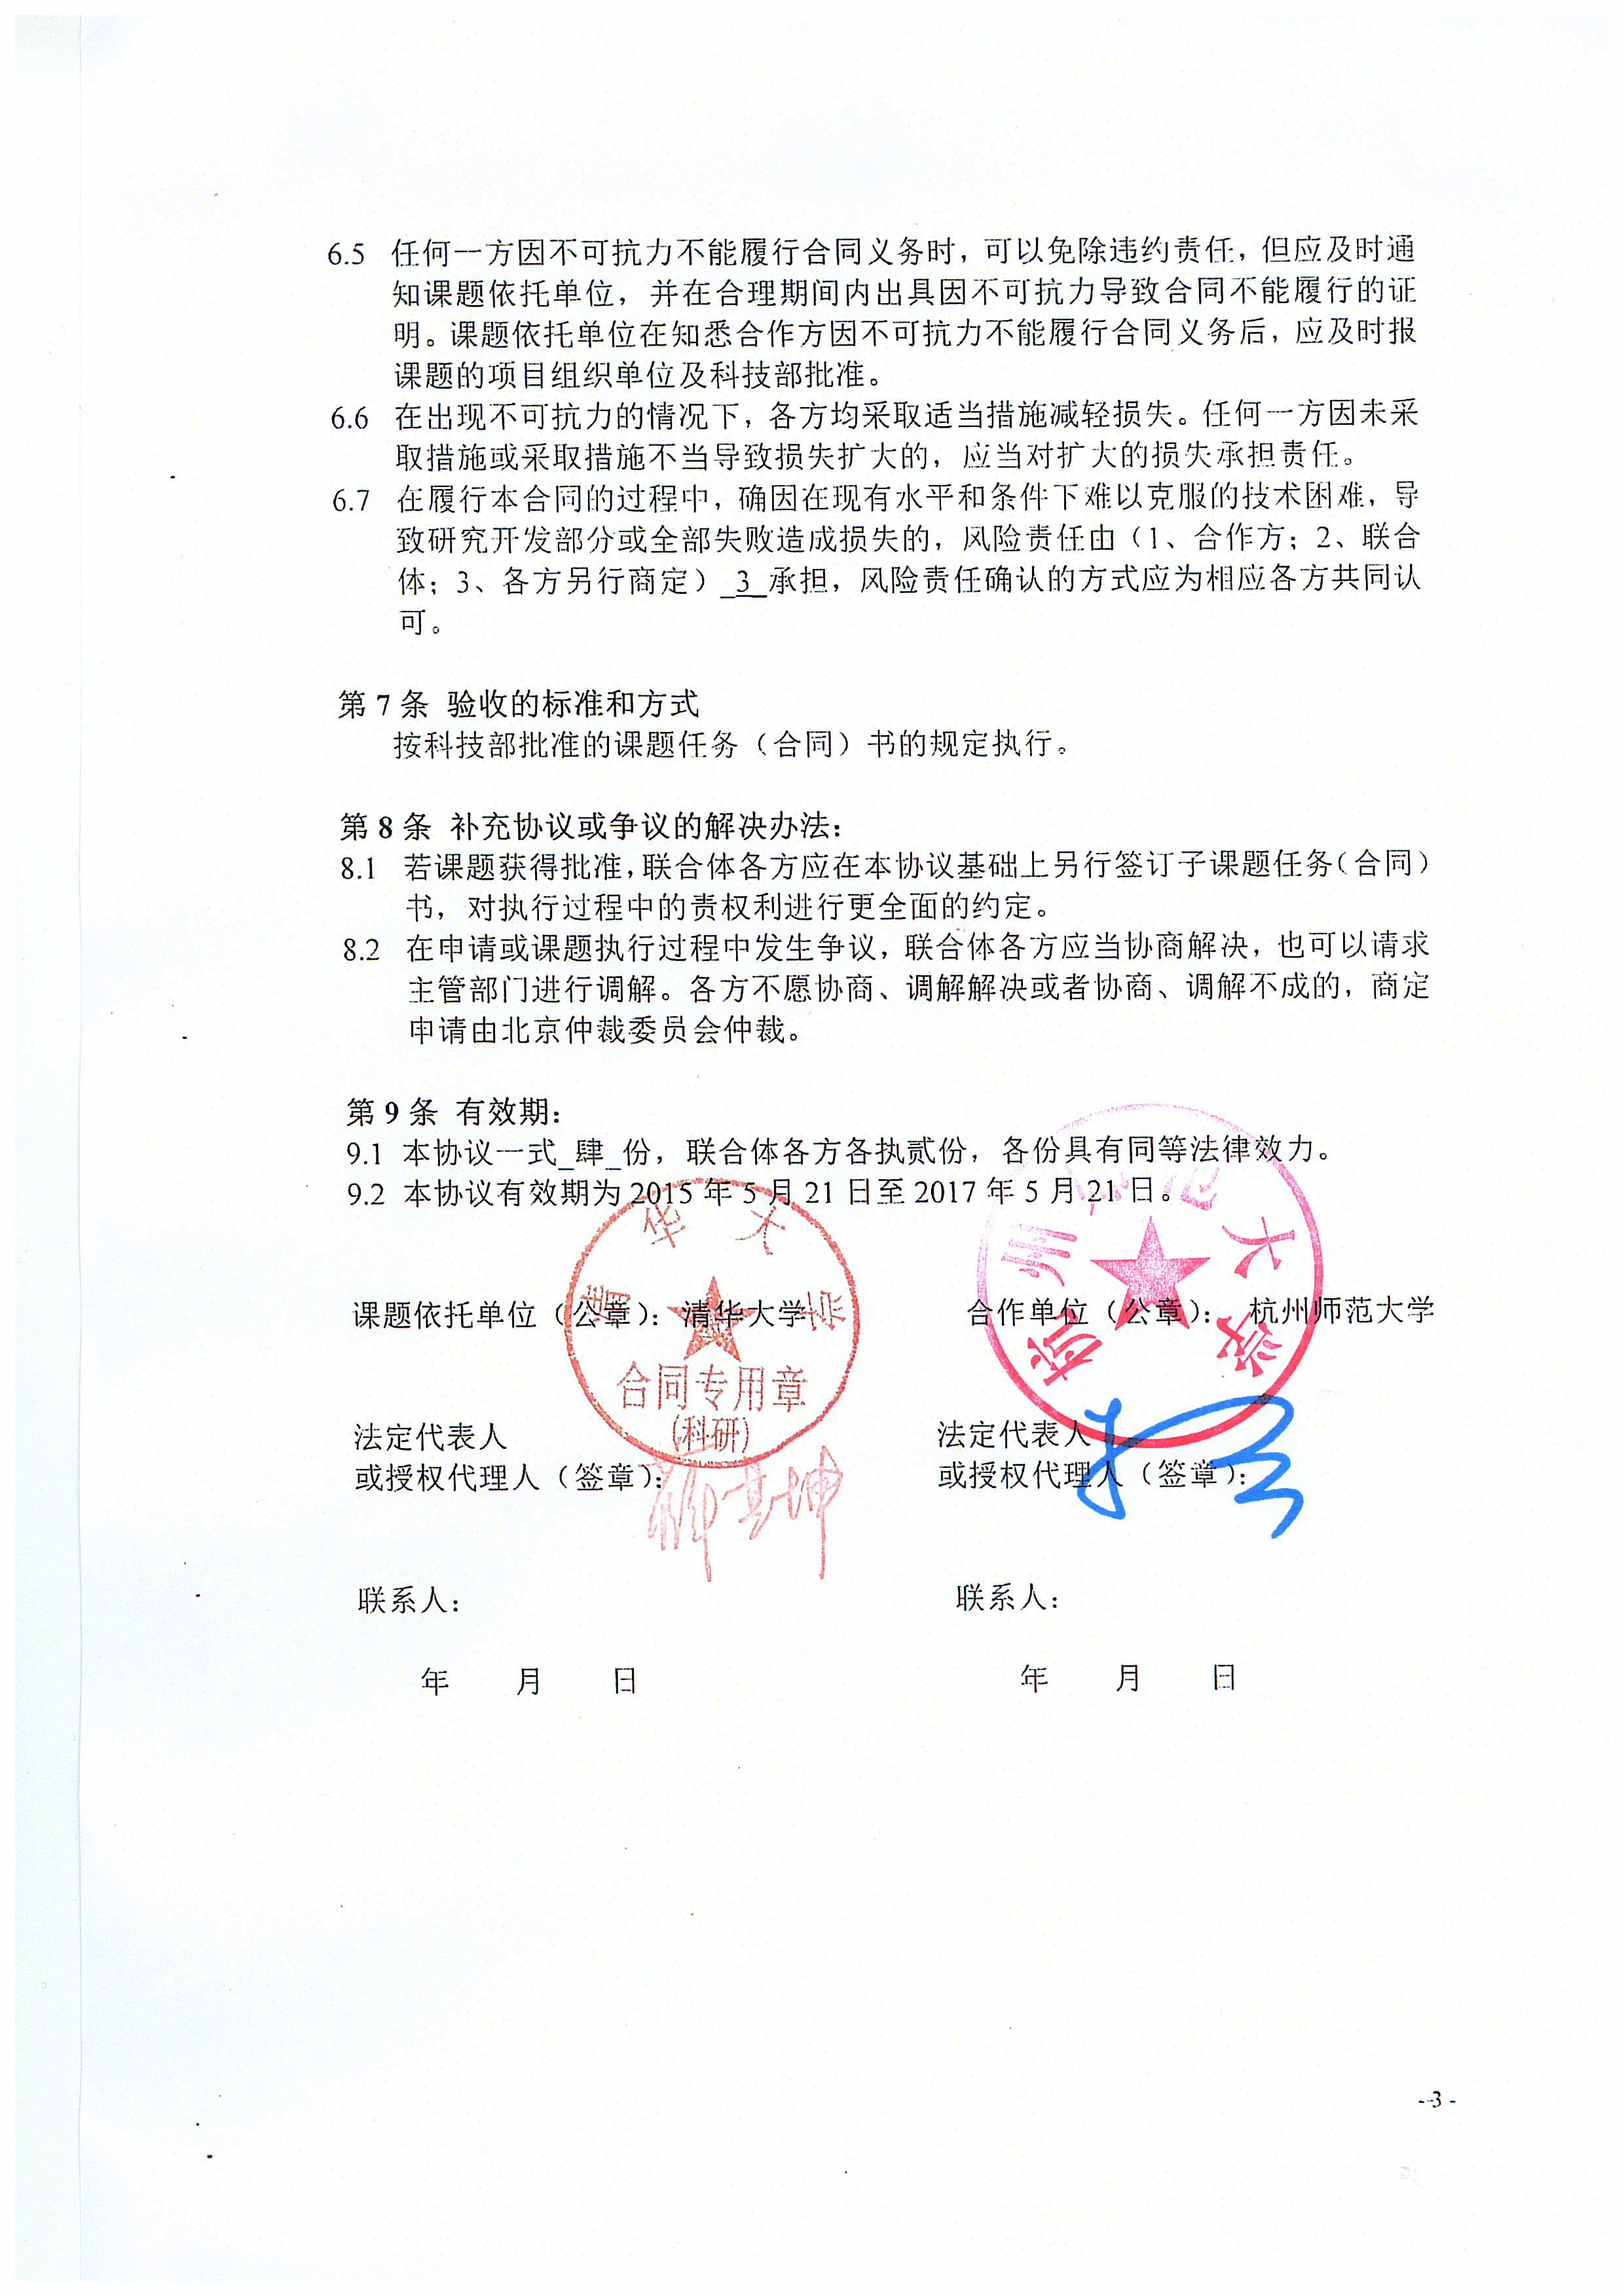 6.5 任何一方因不可抗力不能履行合同义务时，可以免除违约责任，但应及时通
知课题依托单位，并在合理期间内出具因不可抗力导致合同不能履行的证
明。课题依托单位在知悉合作方因不可抗力不能履行合同义务后，应及时报
课题的项目组织单位及科技部批准。
6.6 在出现不可抗力的情况下，各方均采取适当措施减轻损失。任何一方因未采
取措施或采取措施不当导致损失扩大的，应当对扩大的损失承担责任。
6.7 在履行本合同的过程中，确因在现有水平和条件下难以克服的技术困难，导
致研究开发部分或全部失败造成损失的，风险责任由（1、合作方；2、联合
体；3、各方另行商定）_3_承担，风险责任确认的方式应为相应各方共同认
可。
第 7 条 验收的标准和方式
按科技部批准的课题任务（合同）书的规定执行。
第 8 条 补充协议或争议的解决办法：
8.1 若课题获得批准，联合体各方应在本协议基础上另行签订子课题任务（合同）
书，对执行过程中的责权利进行更全面的约定。
8.2 在申请或课题执行过程中发生争议，联合体各方应当协商解决，也可以请求
主管部门进行调解。各方不愿协商、调解解决或者协商、调解不成的，商定
申请由北京仲裁委员会仲裁。
第 9 条 有效期：
9.1 本协议一式_肆_份，联合体各方各执贰份，各份具有同等法律效力。
9.2 本协议有效期为 2015 年 5 月 21 日至 2017 年 5 月 21 日。
课题依托单位（公章）：清华大学 合作单位（公章）：杭州师范大学
清华大学
合同专用章
(科研)
杭州师范大学
法定代表人 法定代表人
或授权代理人（签章）： 或授权代理人（签章）：
联系人： 联系人：
年 月 日 年 月 日
--3 -